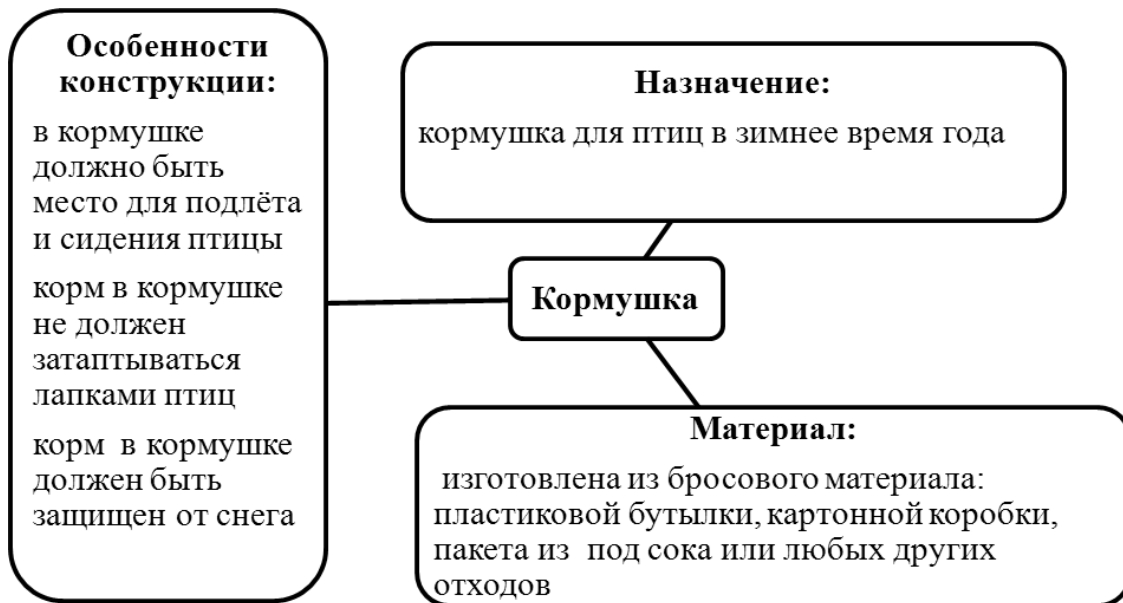 Особенности
конструкции:
в кормушке
должно быть
место для подлёта
и сидения птицы
корм в кормушке
не должен
затаптываться
лапками птиц
корм  в кормушке
должен быть
защищен от снега
Назначение:
кормушка для птиц в зимнее время года
Кормушка
Материал:
изготовлена из бросового материала:
пластиковой бутылки, картонной коробки,
пакета из  под сока или любых других
отходов